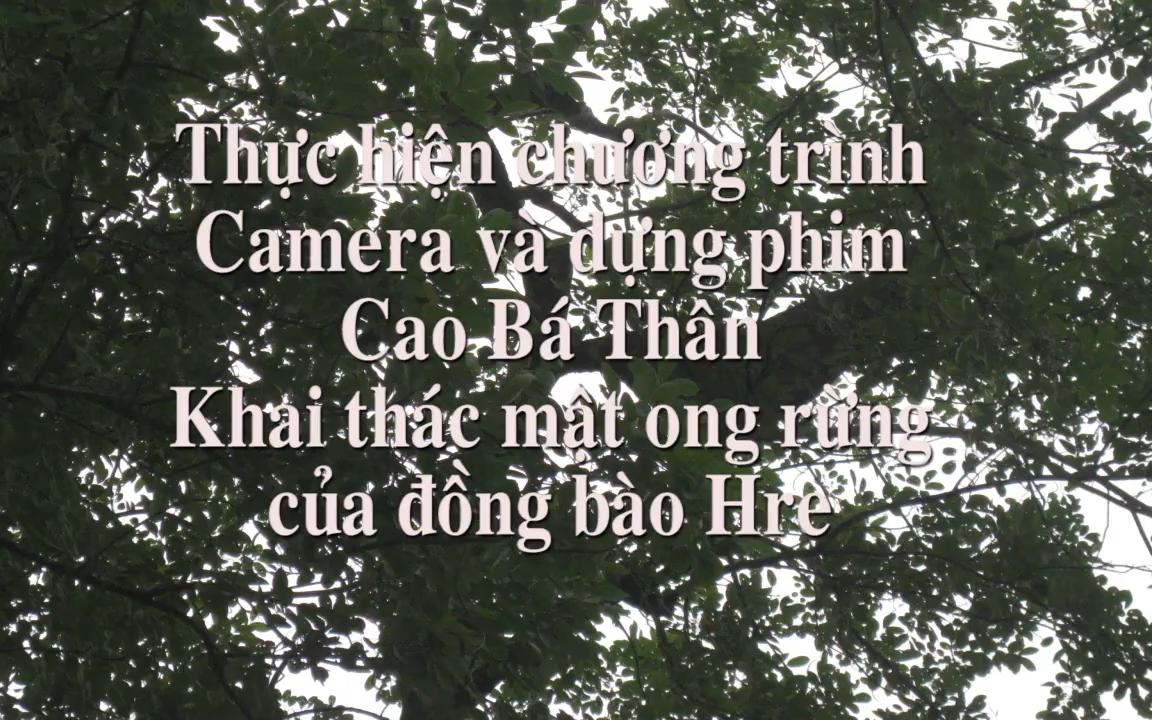 Thực hiện chương trình
Camera và dựng phim
Cao Bá Thân
Khai thác mật ong rừng
của đồng bào Hre